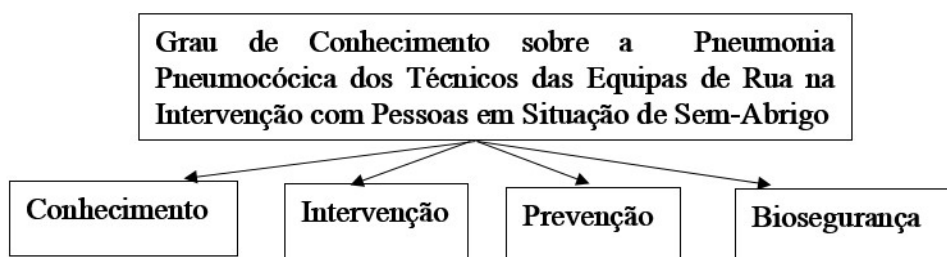 Grau de Conhecimento sobre a Pneumonia
Pneumocócica dos Técnicos das Equipas de Rua na
Intervenção com Pessoas em Situação de Sem-Abrigo
Conhecimento
Intervenção
Prevenção
Biosegurança